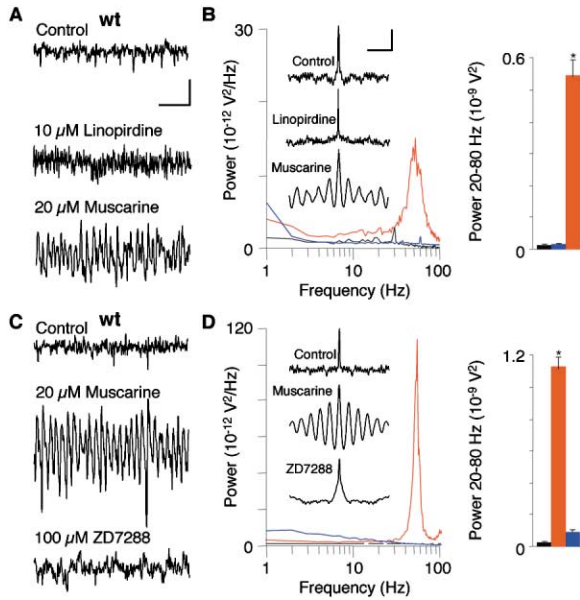 A
wt
Control
10 µM Linopirdine
20 µM Muscarine
B
30
Power (10⁻¹² V²/Hz)
0
Control
Linopirdine
Muscarine
1
10
100
Frequency (Hz)
0.6
*
Power 20-80 Hz (10⁻⁹ V²)
0
C
wt
Control
20 µM Muscarine
100 µM ZD7288
D
120
Power (10⁻¹² V²/Hz)
0
Control
Muscarine
ZD7288
1
10
100
Frequency (Hz)
1.2
*
Power 20-80 Hz (10⁻⁹ V²)
0